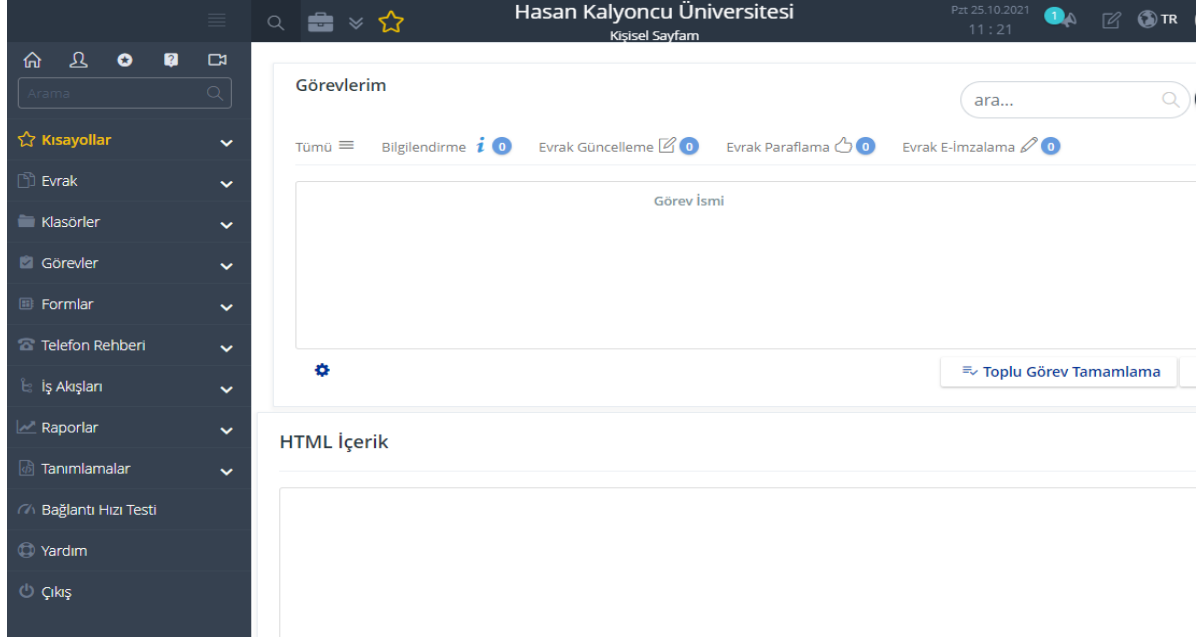 Hasan Kalyoncu Üniversitesi
Kişisel Sayfam
Pzt 25.10.2021
11 : 21
1
TR
Arama
Kısayollar
Evrak
Klasörler
Görevler
Formlar
Telefon Rehberi
İş Akışları
Raporlar
Tanımlamalar
Bağlantı Hızı Testi
Yardım
Çıkış
Görevlerim
ara...
Tümü Bilgilendirme i 0 Evrak Güncelleme 0 Evrak Paraflama 0 Evrak E-İmzalama 0
Görev İsmi
Toplu Görev Tamamlama
HTML İçerik